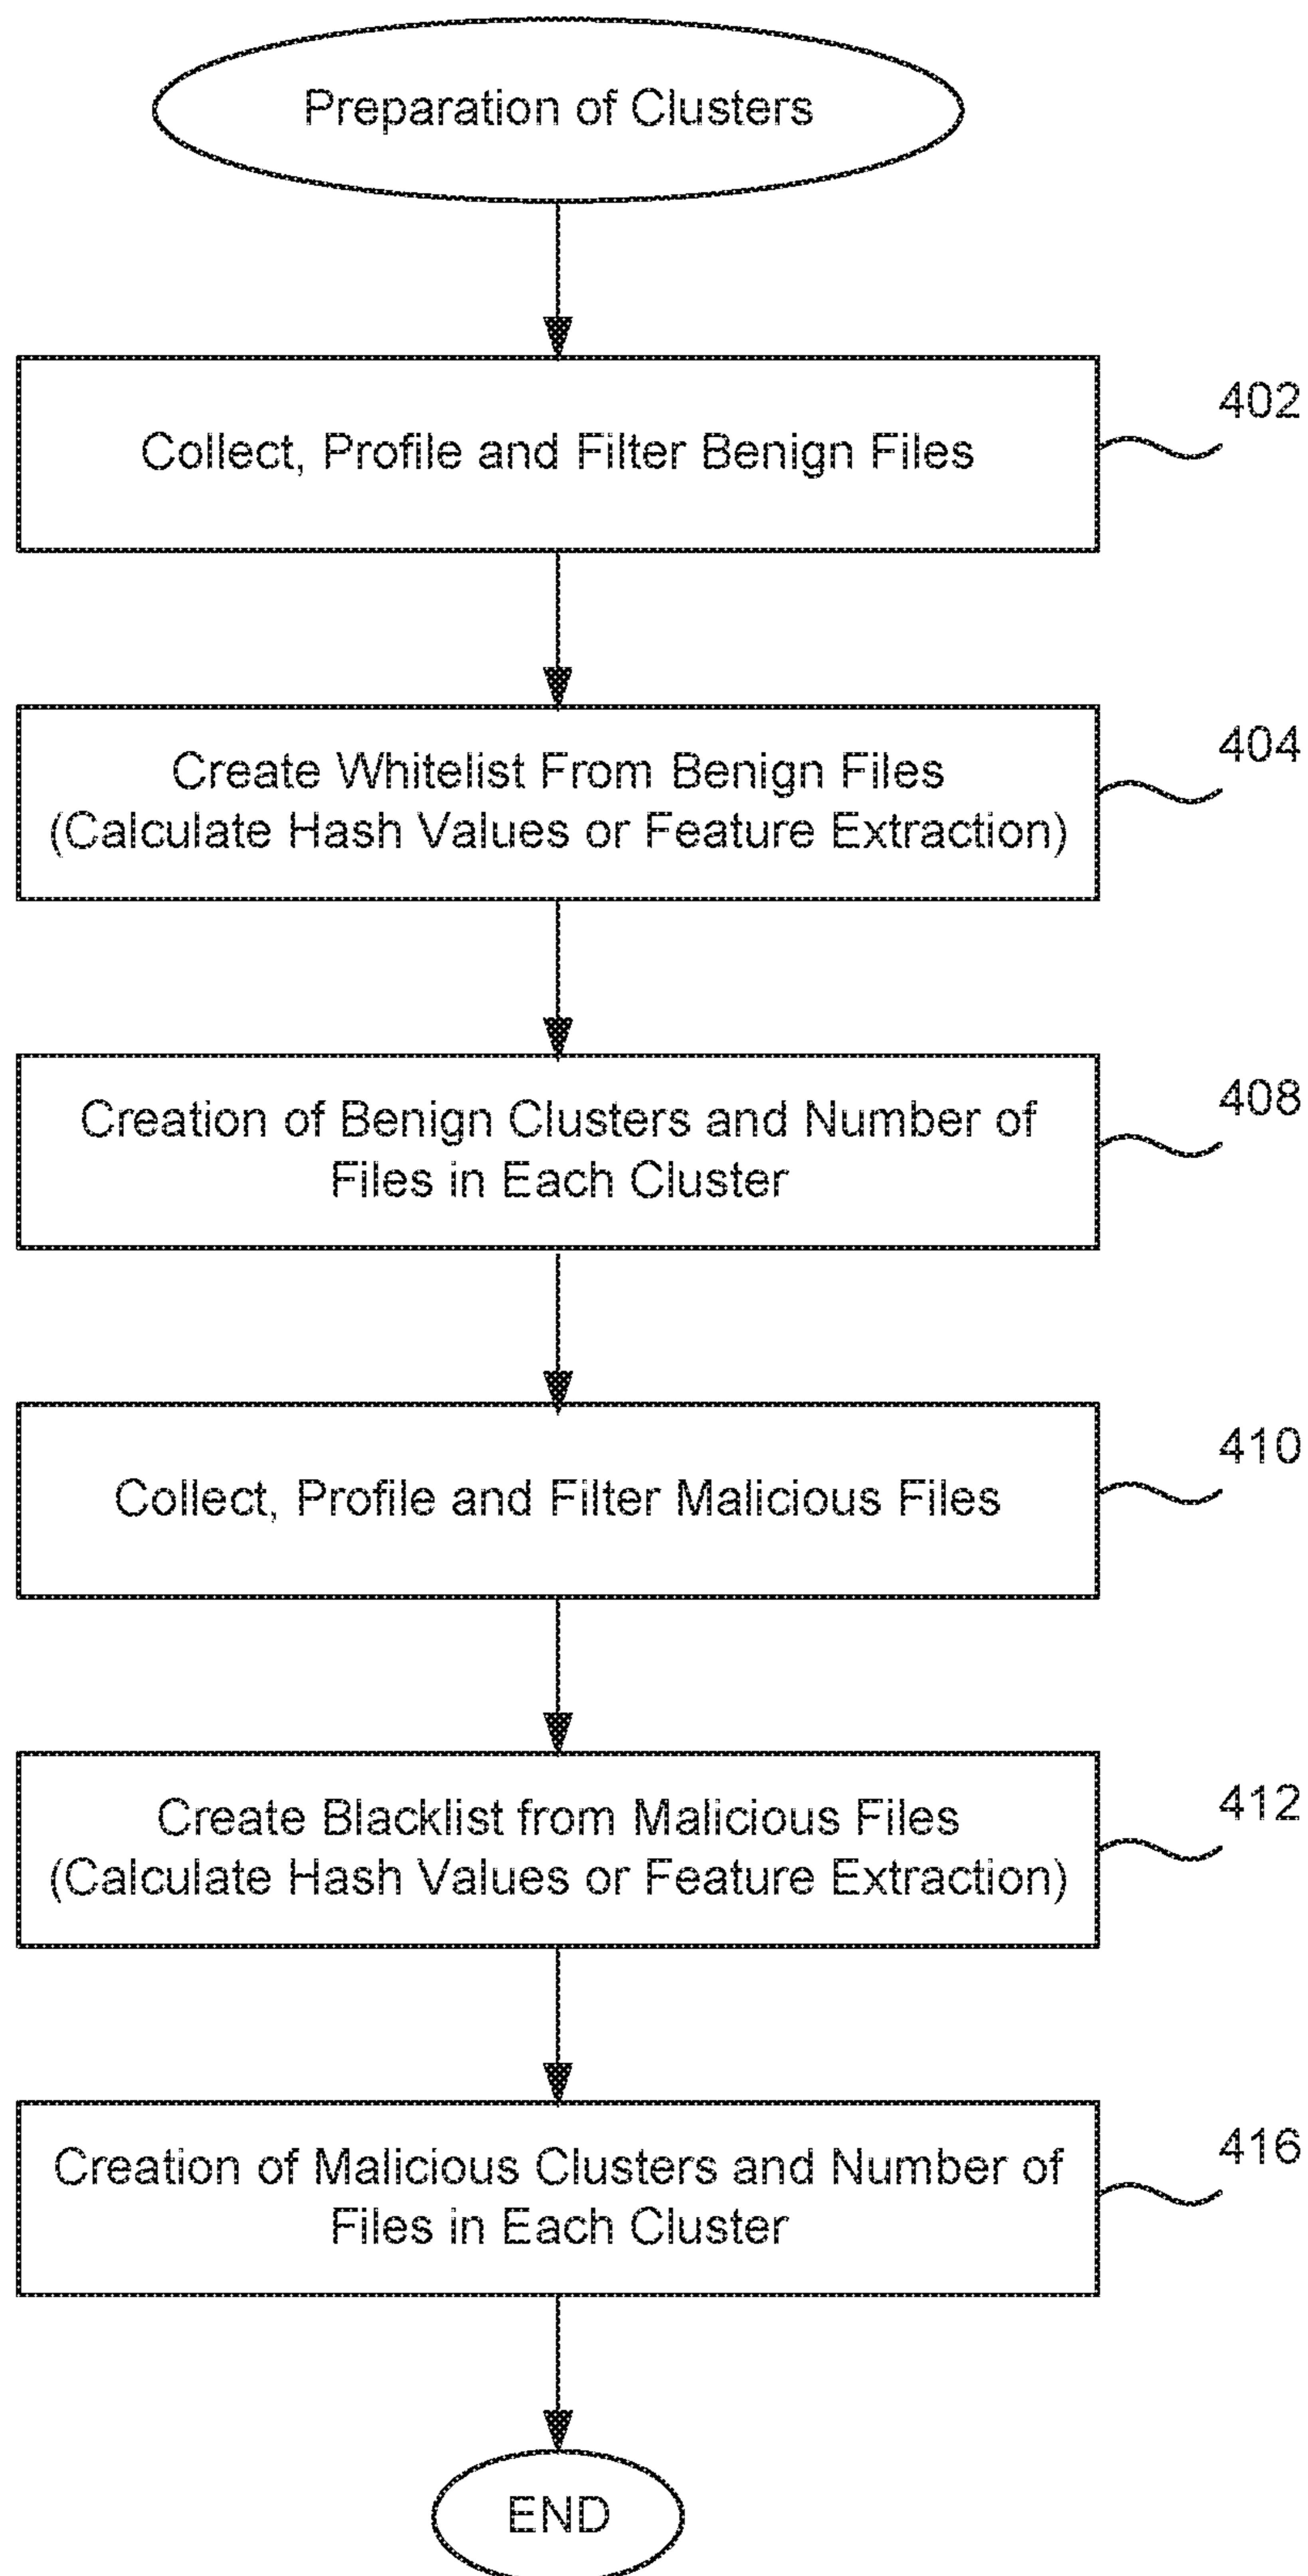 Preparation of Clusters
Collect, Profile and Filter Benign Files
402
Create Whitelist From Benign Files
(Calculate Hash Values or Feature Extraction)
404
Creation of Benign Clusters and Number of
Files in Each Cluster
408
Collect, Profile and Filter Malicious Files
410
Create Blacklist from Malicious Files
(Calculate Hash Values or Feature Extraction)
412
Creation of Malicious Clusters and Number of
Files in Each Cluster
416
END